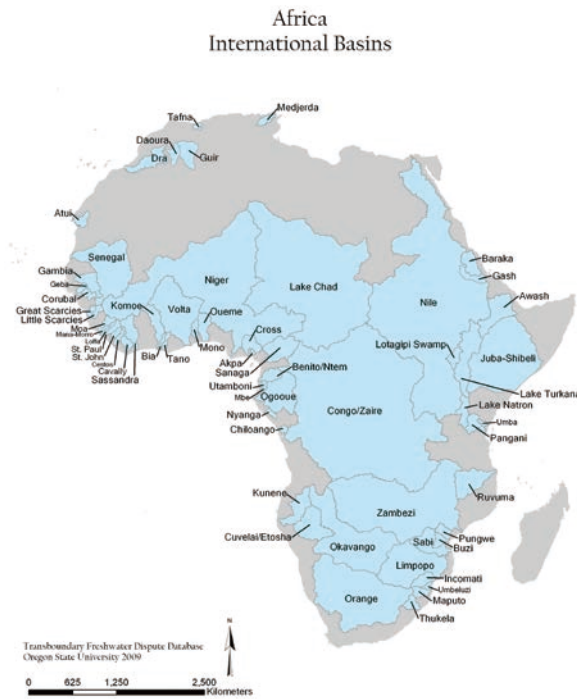 Africa
International Basins
Medjerda
Tafna
Daoura
Dra
Guir
Atui
Senegal
Baraka
Gambia
Niger
Gash
Geba
Lake Chad
Awash
Corubal
Komoe
Volta
Oueme
Nile
Great Scarcies
Little Scarcies
Cross
Lotagipi Swamp
Moa
Mana-Morro
Juba-Shibeli
Lofa
St. Paul
St. John
Cestos
Cavally
Sassandra
Bia
Tano
Mono
Akpa
Sanaga
Benito/Ntem
Utamboni
Mbe
Ogooue
Lake Turkana
Lake Natron
Nyanga
Congo/Zaire
Umba
Chiloango
Pangani
Kunene
Zambezi
Ruvuma
Cuvelai/Etosha
Okavango
Sabi
Pungwe
Buzi
Limpopo
Incomati
Umbeluzi
Orange
Maputo
Thukela
N
Transboundary Freshwater Dispute Database
Oregon State University 2009
0 625 1,250 2,500
Kilometers